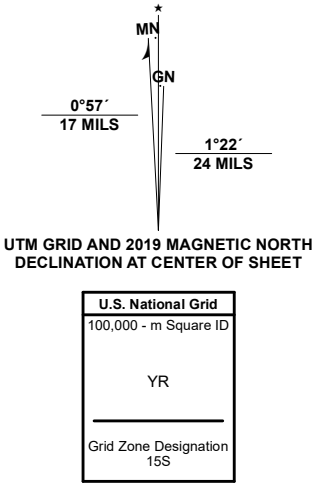 MN
GN
0°57´
17 MILS
1°22´
24 MILS
UTM GRID AND 2019 MAGNETIC NORTH
DECLINATION AT CENTER OF SHEET
U.S. National Grid
100,000 - m Square ID
YR
Grid Zone Designation
15S